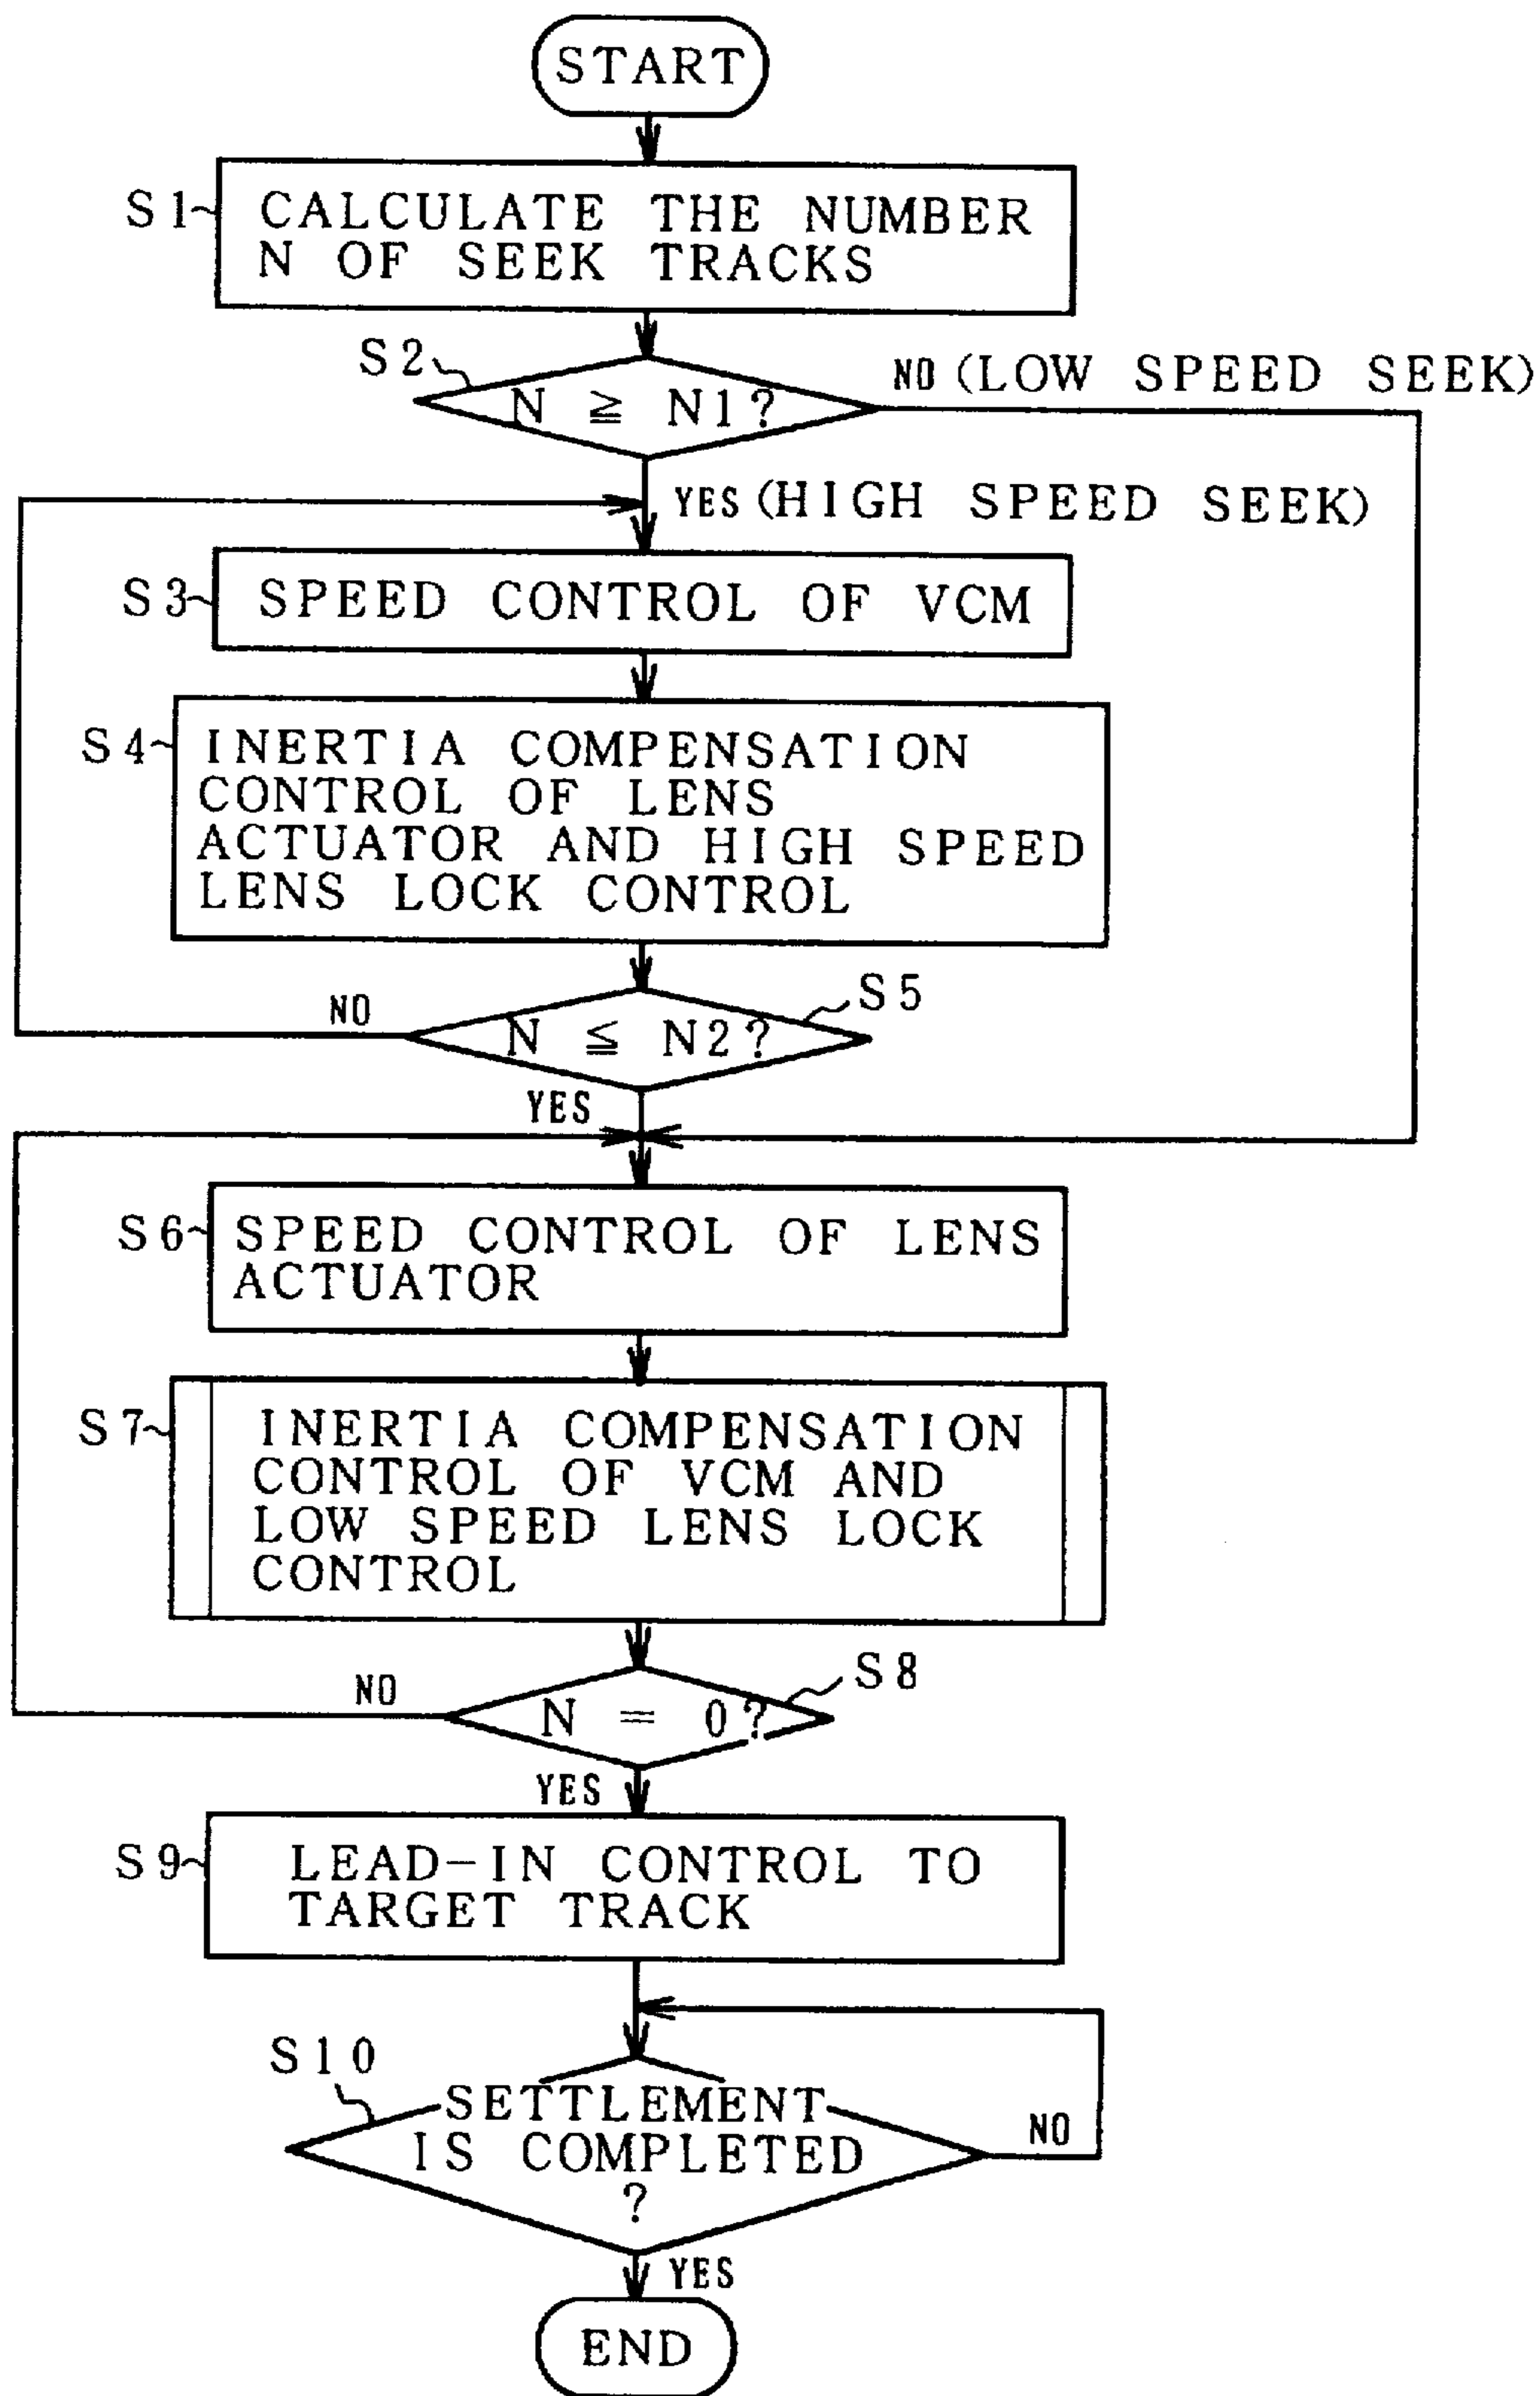 START
S1
CALCULATE THE NUMBER
N OF SEEK TRACKS
S2
N ≧ N1?
NO (LOW SPEED SEEK)
YES (HIGH SPEED SEEK)
S3
SPEED CONTROL OF VCM
S4
INERTIA COMPENSATION
CONTROL OF LENS
ACTUATOR AND HIGH SPEED
LENS LOCK CONTROL
S5
NO
N ≦ N2?
YES
S6
SPEED CONTROL OF LENS
ACTUATOR
S7
INERTIA COMPENSATION
CONTROL OF VCM AND
LOW SPEED LENS LOCK
CONTROL
S8
NO
N = 0?
YES
S9
LEAD-IN CONTROL TO
TARGET TRACK
S10
SETTLEMENT
IS COMPLETED
?
NO
YES
END